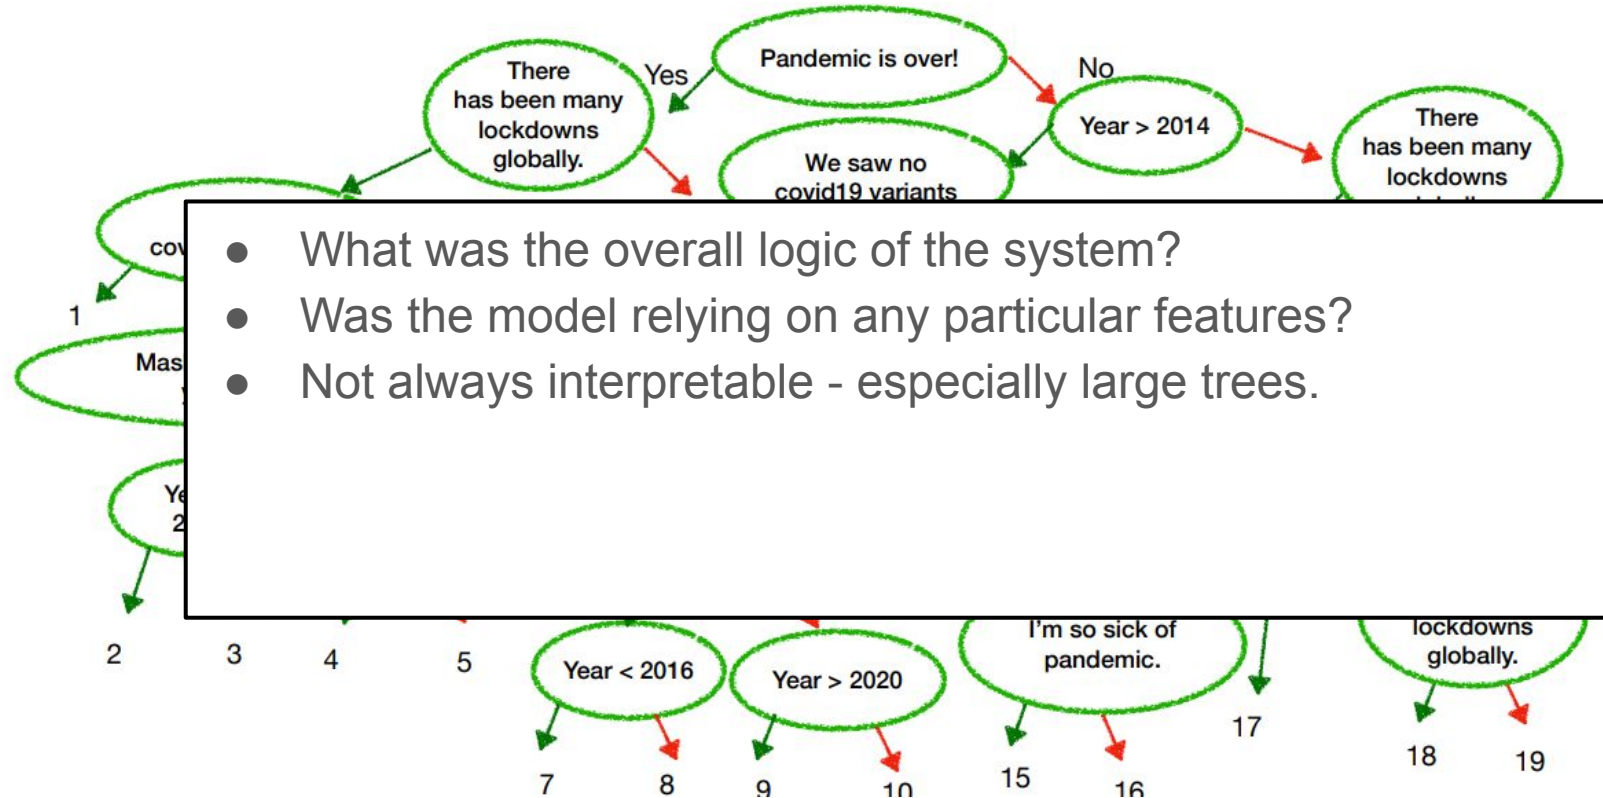 Pandemic is over!
Yes
No
There
has been many
lockdowns
globally.
Year > 2014
There
has been many
lockdowns
We saw no
covid19 variants
● What was the overall logic of the system?
● Was the model relying on any particular features?
● Not always interpretable - especially large trees.
1
2
3
4
5
Year < 2016
Year > 2020
I'm so sick of
pandemic.
lockdowns
globally.
17
7
8
9
10
15
16
18
19